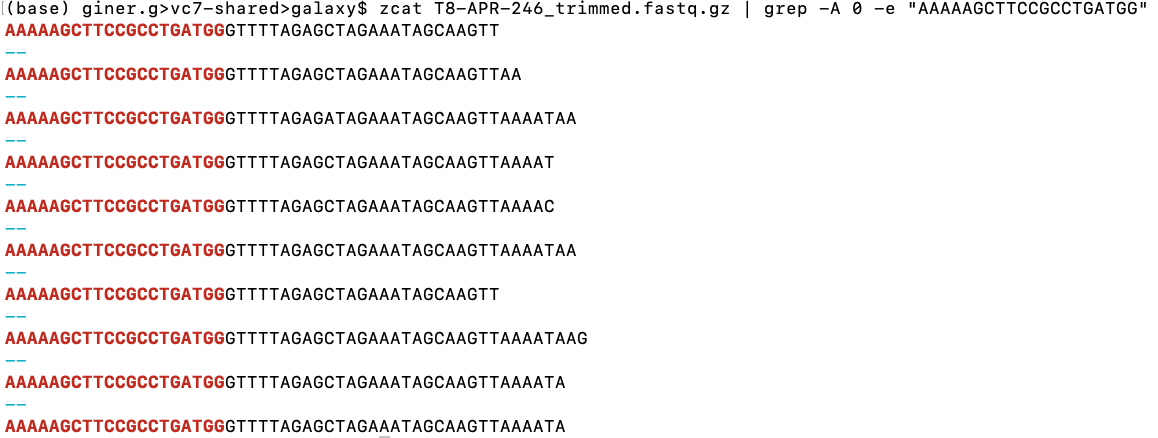 (base) giner.g>vc7-shared>galaxy$ zcat T8-APR-246_trimmed.fastq.gz | grep -A 0 -e "AAAAAGCTTCCGCCTGATGG"
AAAAAGCTTCCGCCTGATGGGTTTTAGAGCTAGAAATAGCAAGTT
--
AAAAAGCTTCCGCCTGATGGGTTTTAGAGCTAGAAATAGCAAGTTAA
--
AAAAAGCTTCCGCCTGATGGGTTTTAGAGATAGAAATAGCAAGTTAAAATAA
--
AAAAAGCTTCCGCCTGATGGGTTTTAGAGCTAGAAATAGCAAGTTAAAAT
--
AAAAAGCTTCCGCCTGATGGGTTTTAGAGCTAGAAATAGCAAGTTAAAAC
--
AAAAAGCTTCCGCCTGATGGGTTTTAGAGCTAGAAATAGCAAGTTAAAATAA
--
AAAAAGCTTCCGCCTGATGGGTTTTAGAGCTAGAAATAGCAAGTT
--
AAAAAGCTTCCGCCTGATGGGTTTTAGAGCTAGAAATAGCAAGTTAAAATAAG
--
AAAAAGCTTCCGCCTGATGGGTTTTAGAGCTAGAAATAGCAAGTTAAAATA
--
AAAAAGCTTCCGCCTGATGGGTTTTAGAGCTAGAAATAGCAAGTTAAAATA